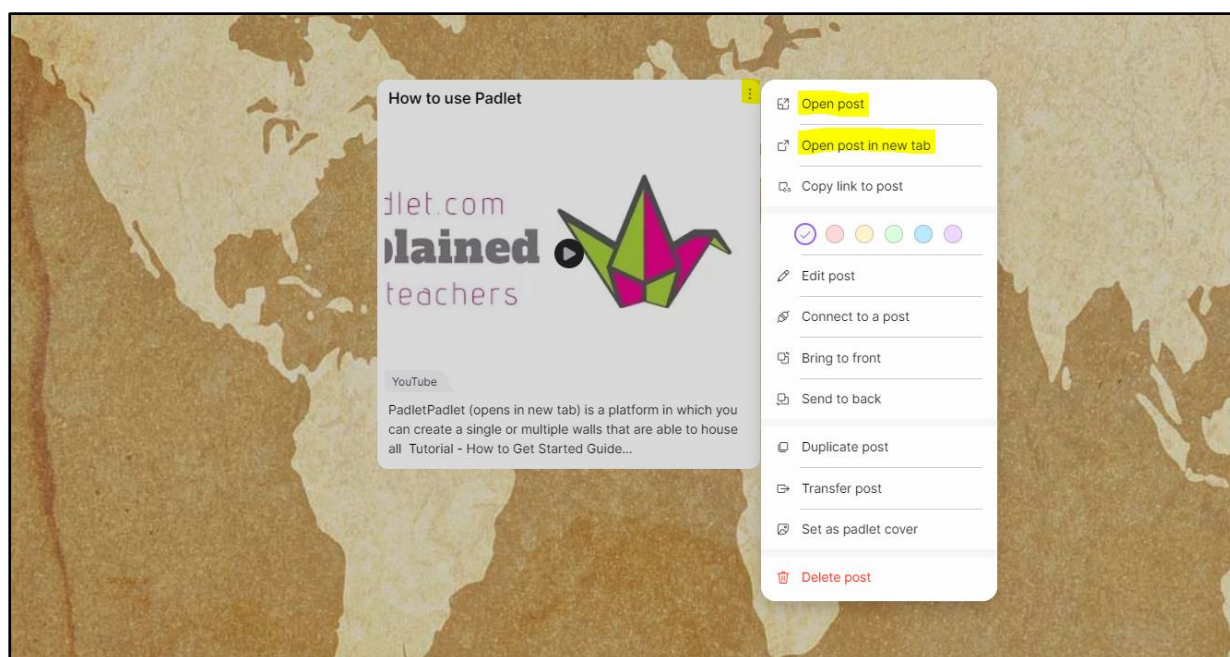 How to use Padlet
dlet.com
plained
teachers
YouTube
PadletPadlet (opens in new tab) is a platform in which you
can create a single or multiple walls that are able to house
all Tutorial - How to Get Started Guide...
Open post
Open post in new tab
Copy link to post
Edit post
Connect to a post
Bring to front
Send to back
Duplicate post
Transfer post
Set as padlet cover
Delete post